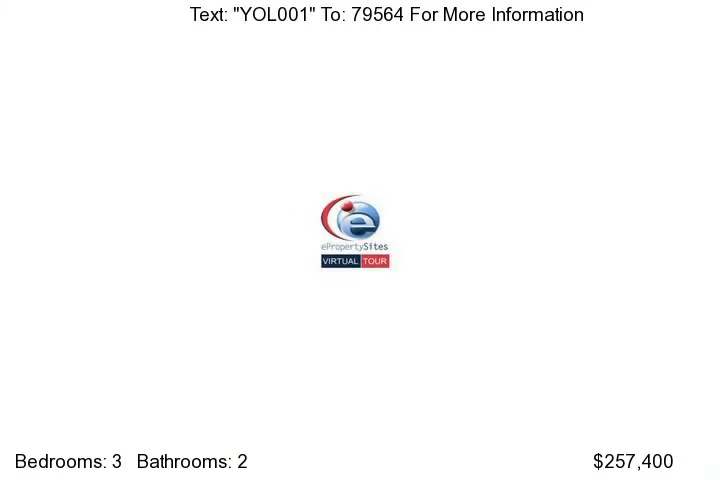 Text: "YOL001" To: 79564 For More Information
e
ePropertySites
VIRTUAL TOUR
Bedrooms: 3 Bathrooms: 2 $257,400